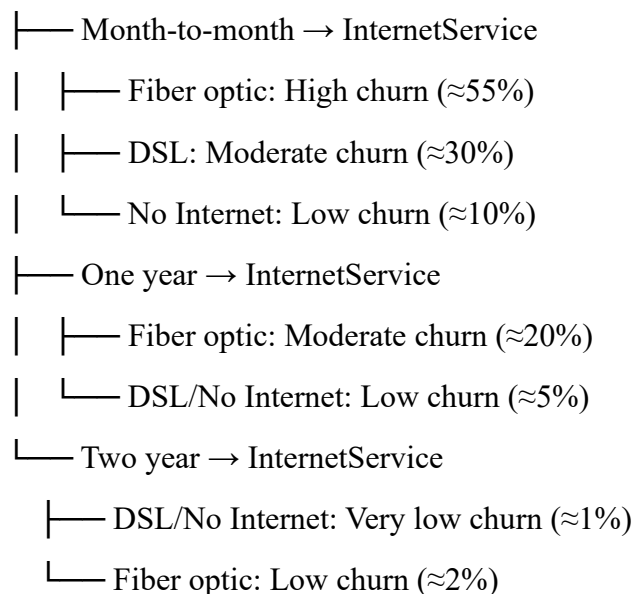 ├── Month-to-month → InternetService
│ ├── Fiber optic: High churn (≈55%)
│ ├── DSL: Moderate churn (≈30%)
│ └── No Internet: Low churn (≈10%)
├── One year → InternetService
│ ├── Fiber optic: Moderate churn (≈20%)
│ └── DSL/No Internet: Low churn (≈5%)
└── Two year → InternetService
├── DSL/No Internet: Very low churn (≈1%)
└── Fiber optic: Low churn (≈2%)